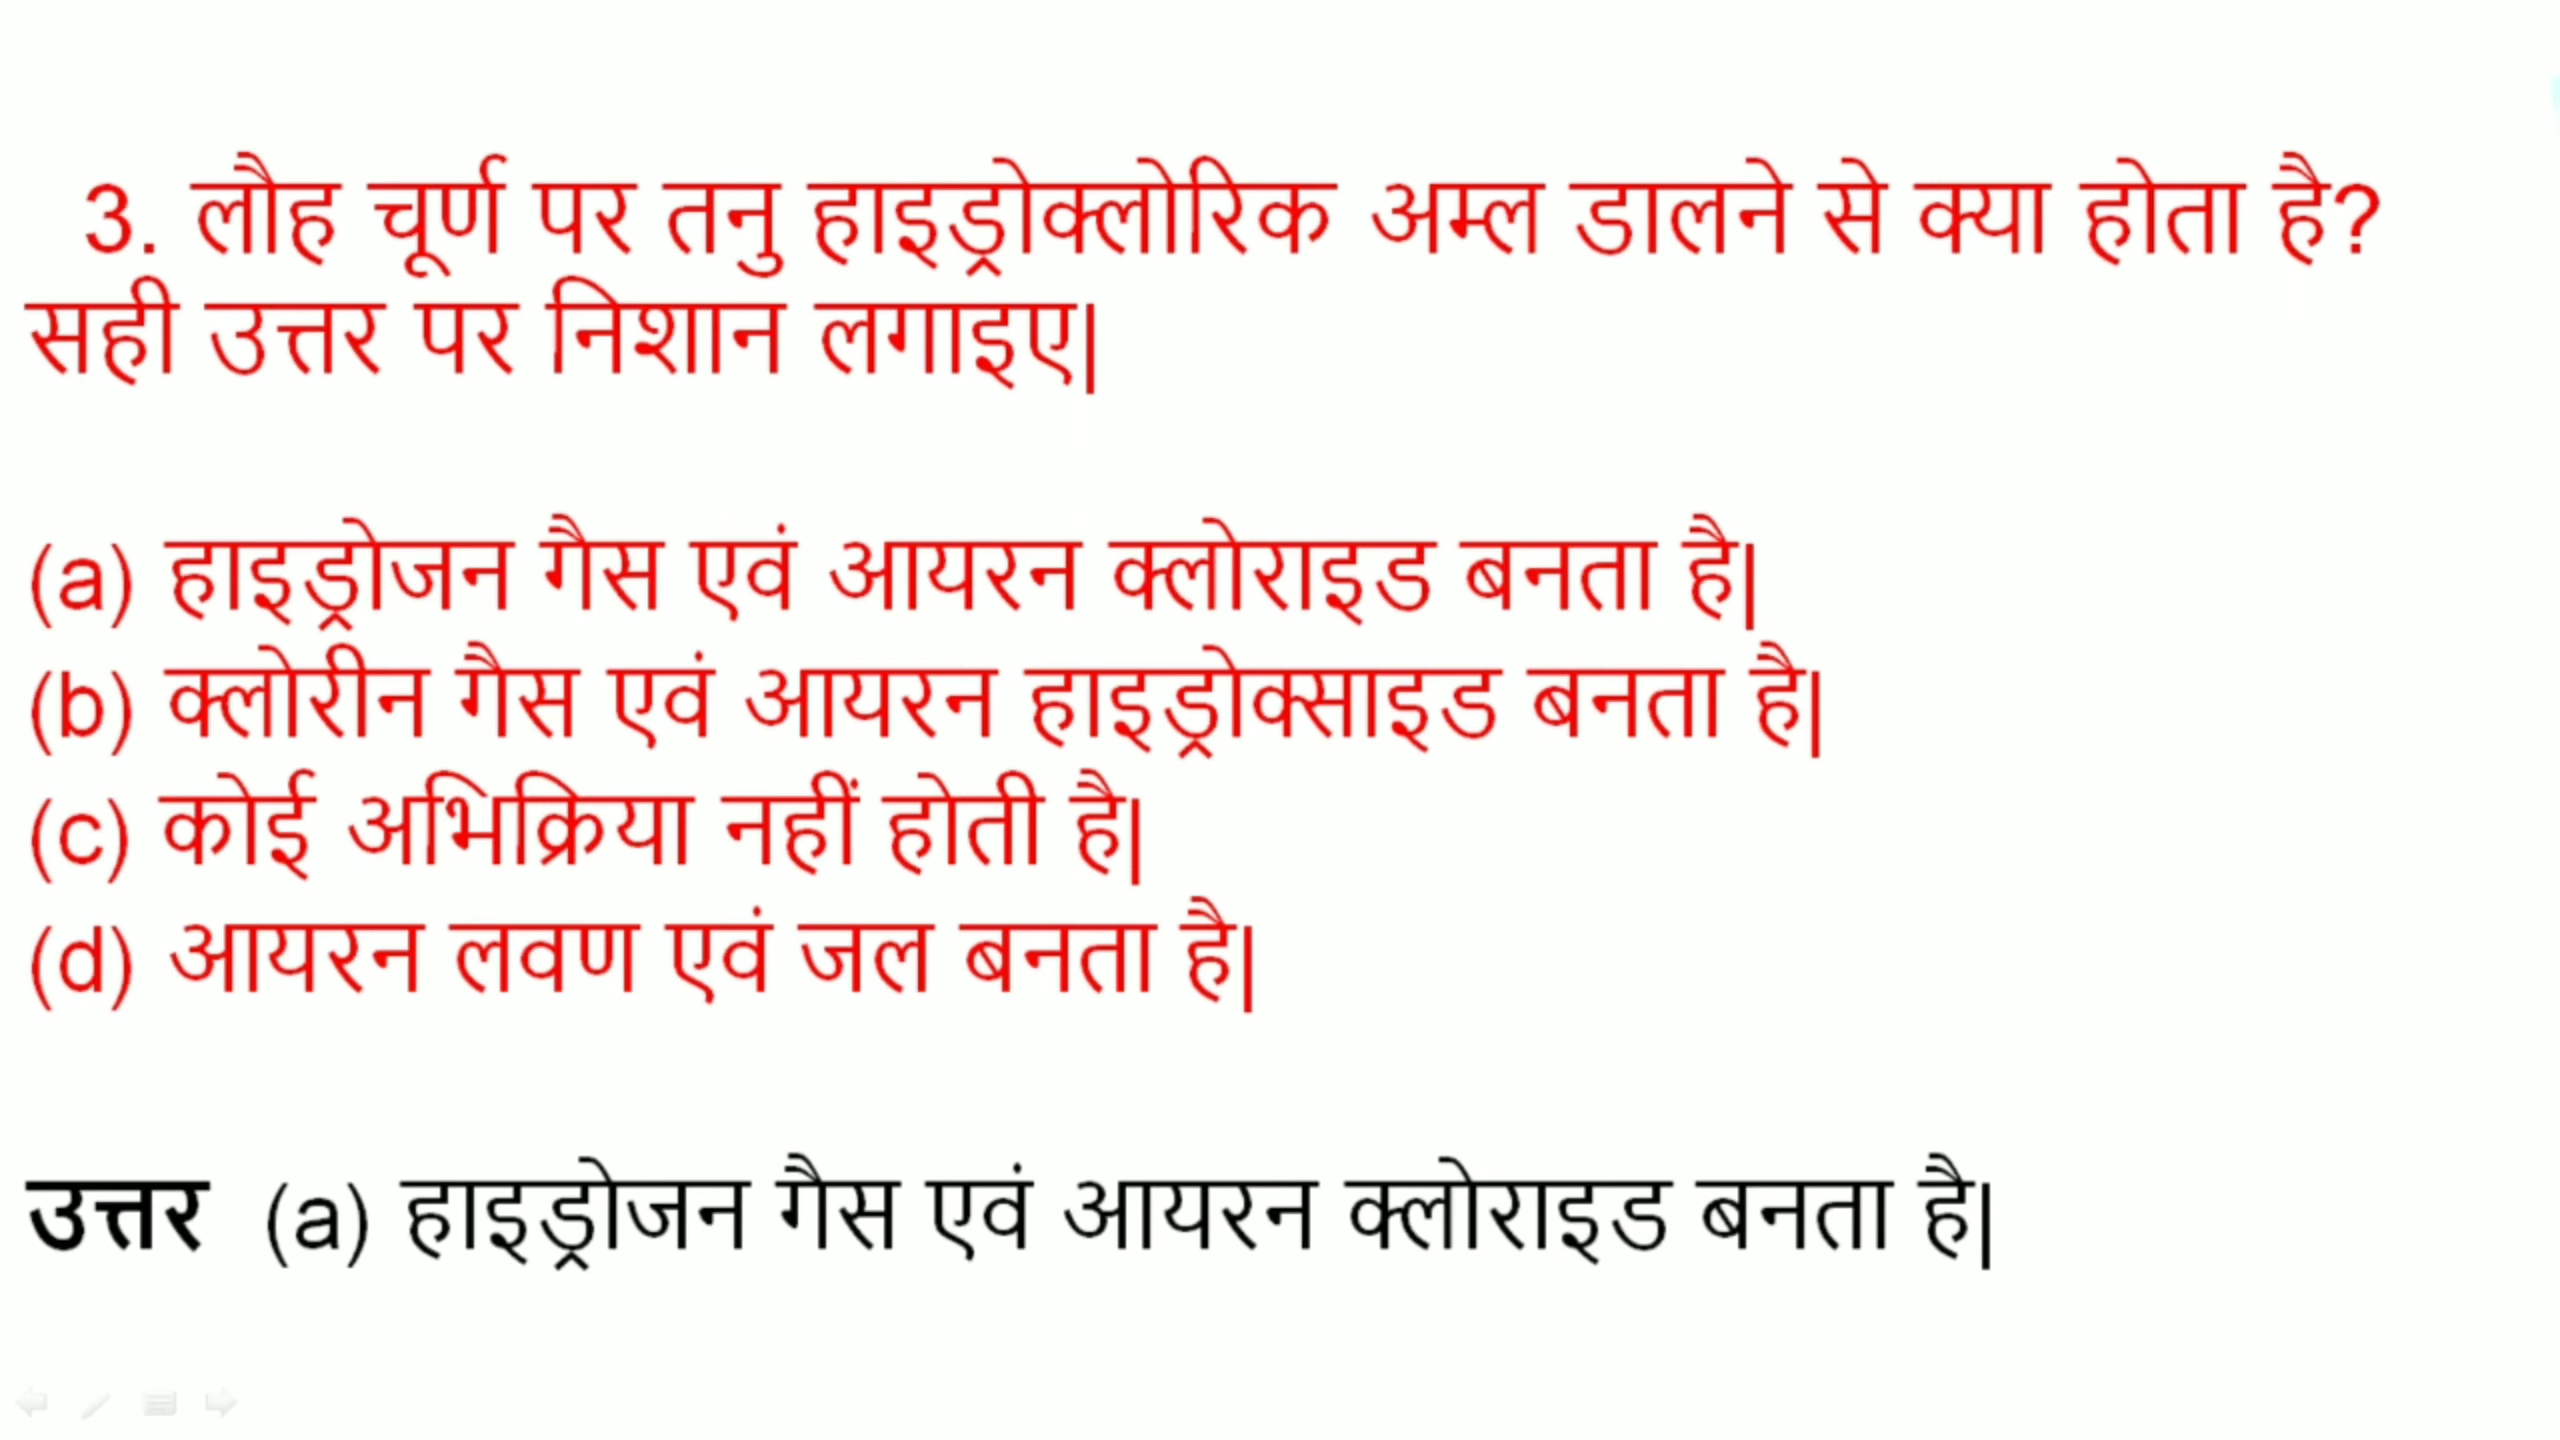 3. लौह चूर्ण पर तनु हाइड्रोक्लोरिक अम्ल डालने से क्या होता है?
सही उत्तर पर निशान लगाइए|
(a) हाइड्रोजन गैस एवं आयरन क्लोराइड बनता है|
(b) क्लोरीन गैस एवं आयरन हाइड्रोक्साइड बनता है|
(c) कोई अभिक्रिया नहीं होती है|
(d) आयरन लवण एवं जल बनता है|
उत्तर (a) हाइड्रोजन गैस एवं आयरन क्लोराइड बनता है|